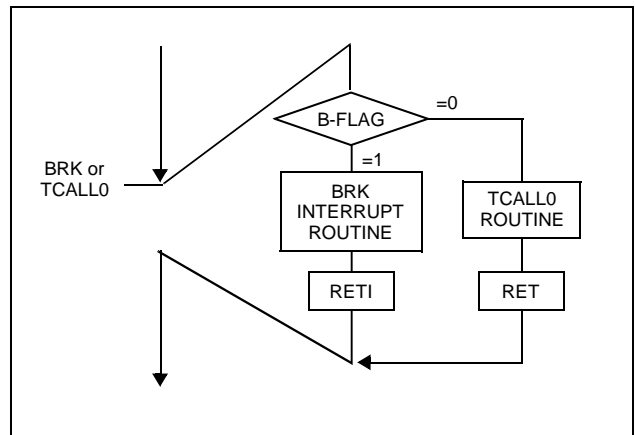 B-FLAG
=0
=1
BRK or
TCALL0
BRK
INTERRUPT
ROUTINE
TCALL0
ROUTINE
RETI
RET